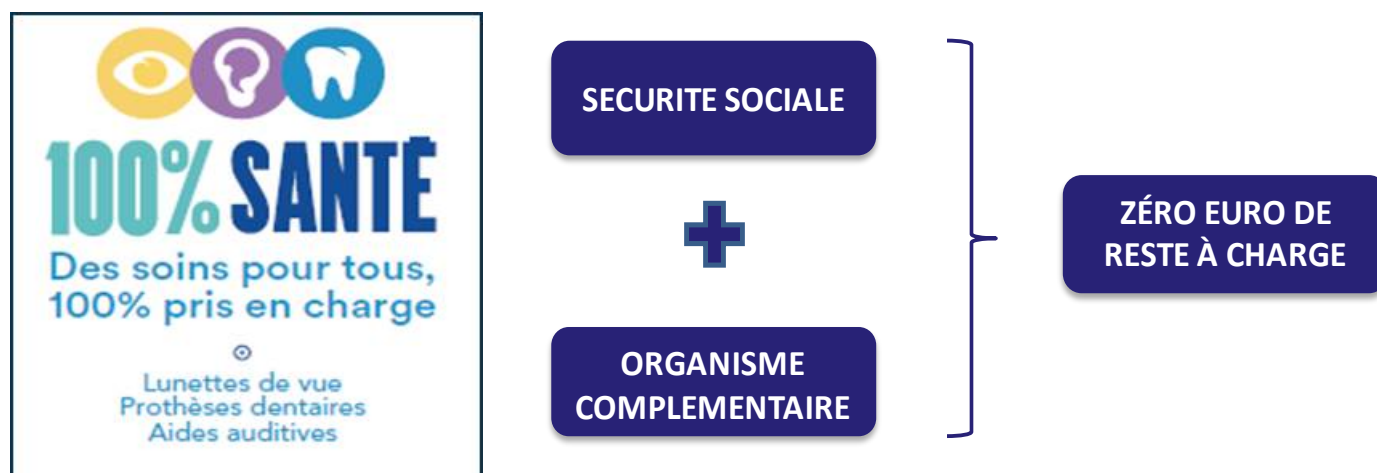 100% SANTÉ
Des soins pour tous,
100% pris en charge
Lunettes de vue
Prothèses dentaires
Aides auditives
SECURITE SOCIALE
ORGANISME
COMPLEMENTAIRE
ZÉRO EURO DE
RESTE À CHARGE